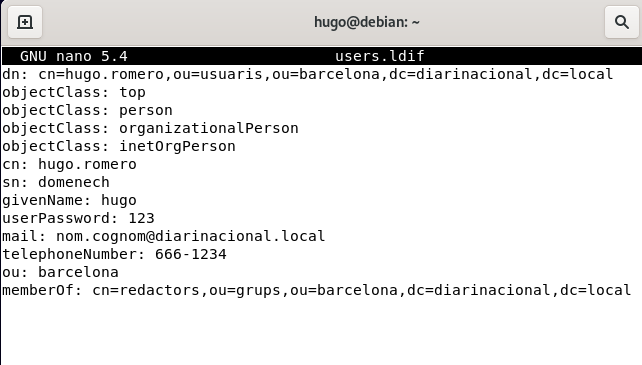 hugo@debian: ~
GNU nano 5.4 users.ldif
dn: cn=hugo.romero,ou=usuaris,ou=barcelona,dc=diarinacional,dc=local
objectClass: top
objectClass: person
objectClass: organizationalPerson
objectClass: inetOrgPerson
cn: hugo.romero
sn: domenech
givenName: hugo
userPassword: 123
mail: nom.cognom@diarinacional.local
telephoneNumber: 666-1234
ou: barcelona
memberOf: cn=redactors,ou=grups,ou=barcelona,dc=diarinacional,dc=local